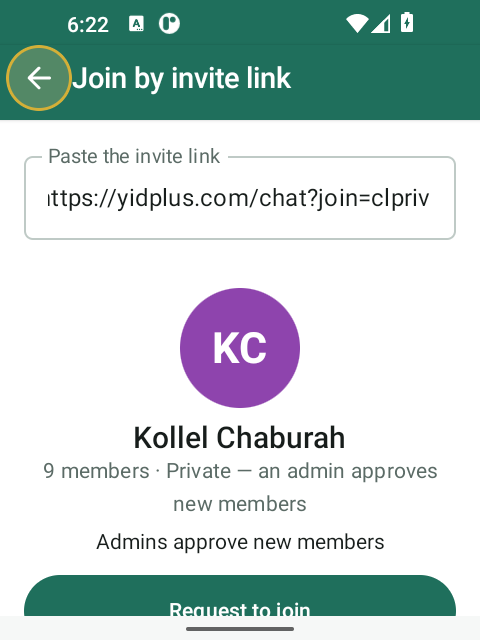 6:22
A
Join by invite link
Paste the invite link
https://yidplus.com/chat?join=clpriv
KC
Kollel Chaburah
9 members · Private — an admin approves
new members
Admins approve new members
Request to join